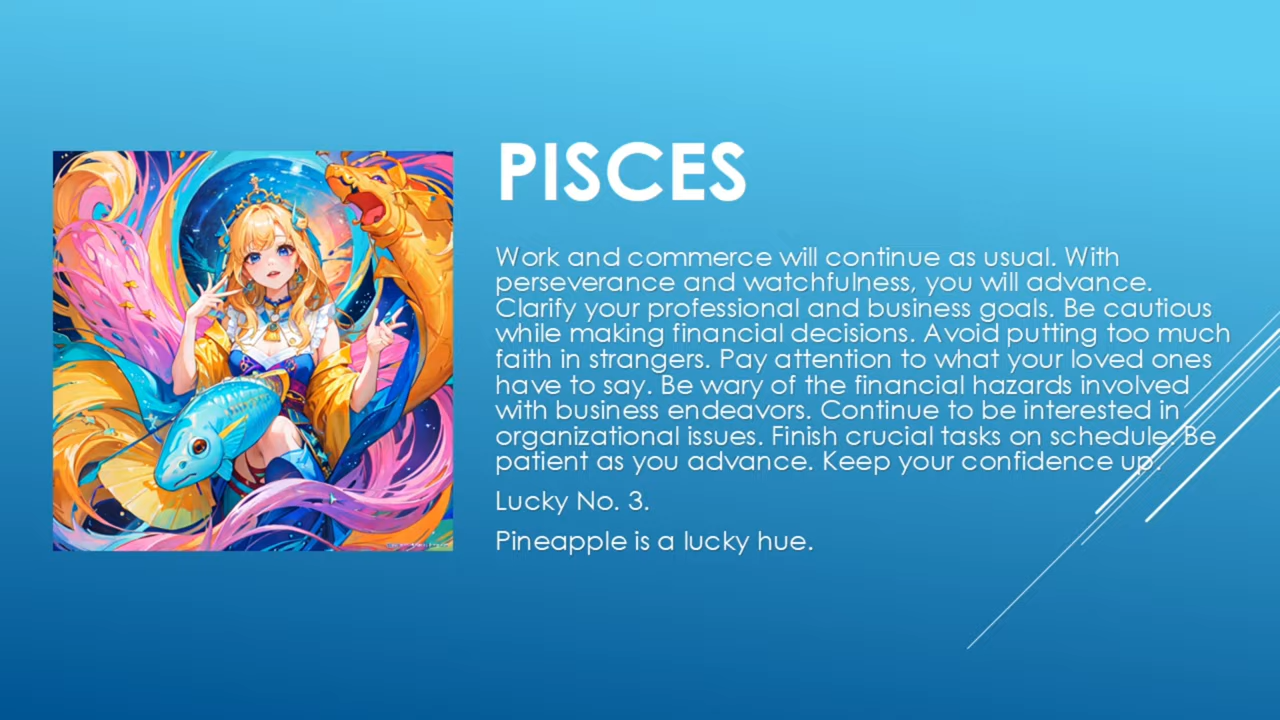 PISCES
Work and commerce will continue as usual. With
perseverance and watchfulness, you will advance.
Clarify your professional and business goals. Be cautious
while making financial decisions. Avoid putting too much
faith in strangers. Pay attention to what your loved ones
have to say. Be wary of the financial hazards involved
with business endeavors. Continue to be interested in
organizational issues. Finish crucial tasks on schedule. Be
patient as you advance. Keep your confidence up.
Lucky No. 3.
Pineapple is a lucky hue.